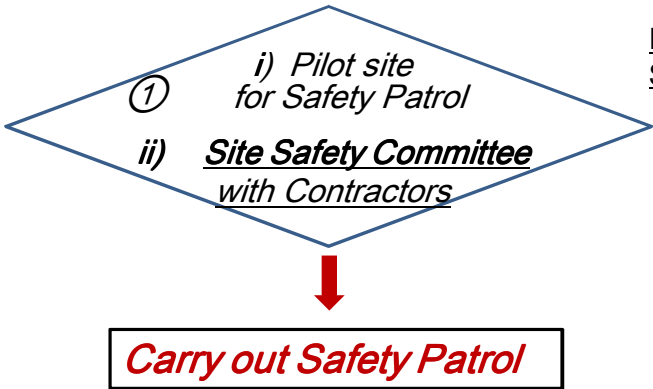 i) Pilot site
① for Safety Patrol
ii) Site Safety Committee
with Contractors
Carry out Safety Patrol